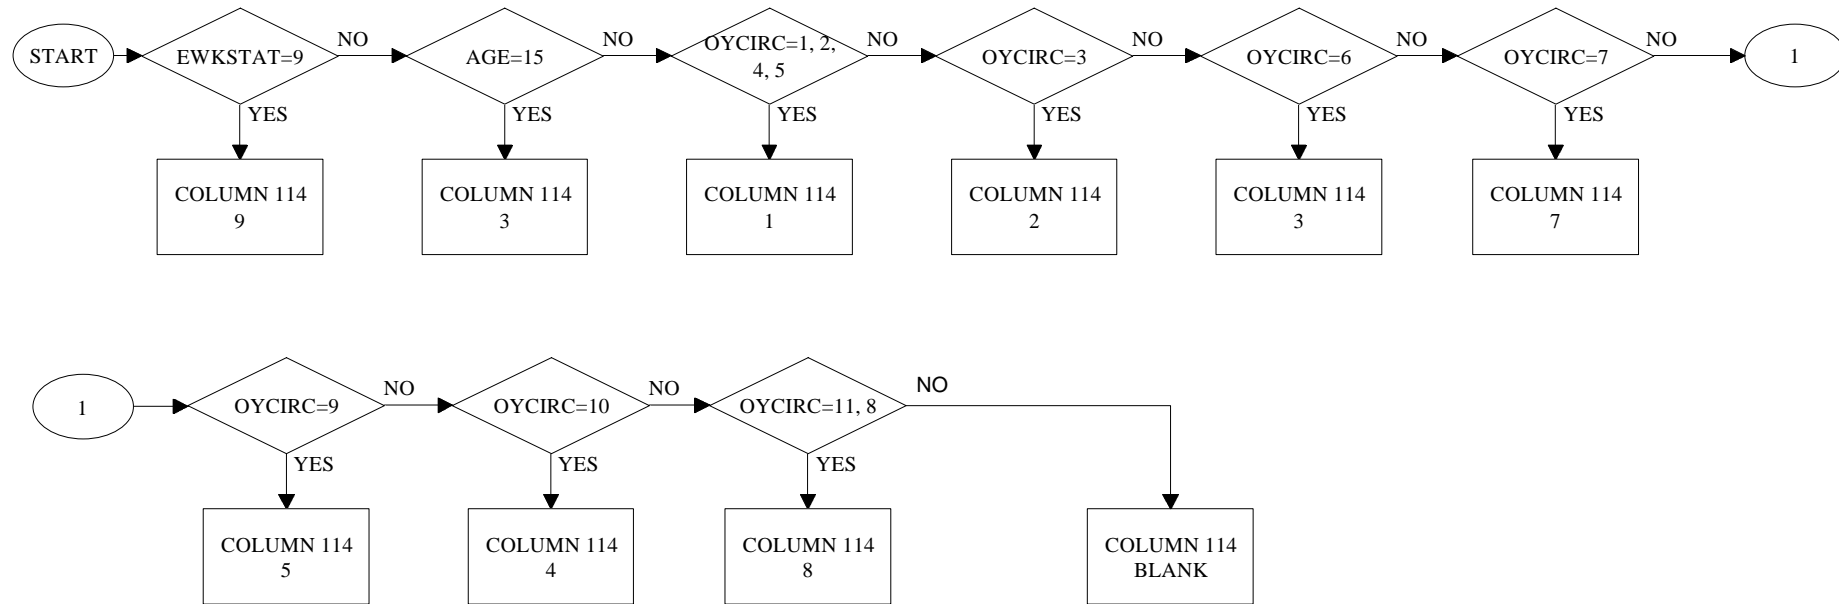 START
EWKSTAT=9
NO
AGE=15
NO
OYCIRC=1, 2,
4, 5
NO
OYCIRC=3
NO
OYCIRC=6
NO
OYCIRC=7
NO
1
YES
YES
YES
YES
YES
YES
COLUMN 114
9
COLUMN 114
3
COLUMN 114
1
COLUMN 114
2
COLUMN 114
3
COLUMN 114
7
1
OYCIRC=9
NO
OYCIRC=10
NO
OYCIRC=11, 8
NO
YES
YES
YES
COLUMN 114
5
COLUMN 114
4
COLUMN 114
8
COLUMN 114
BLANK